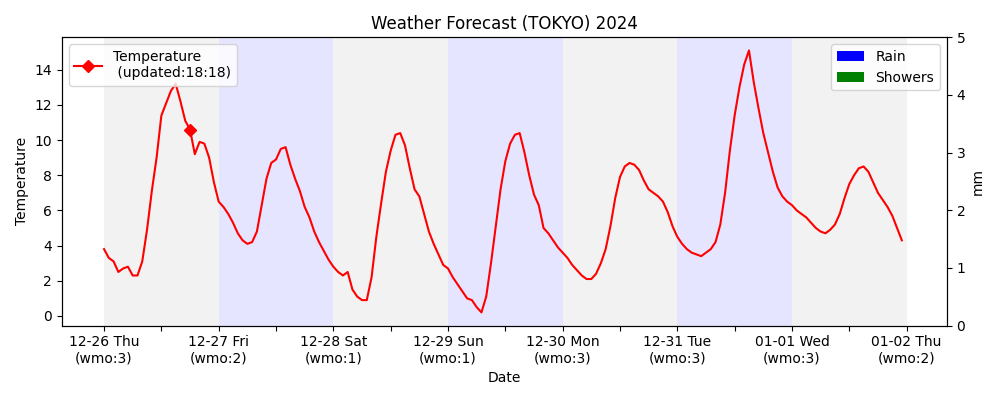 Weather Forecast (TOKYO) 2024
Temperature
(updated:18:18)
Rain
Showers
Temperature
14
12
10
8
6
4
2
0
5
4
3
2
1
0
mm
12-26 Thu
(wmo:3)
12-27 Fri
(wmo:2)
12-28 Sat
(wmo:1)
12-29 Sun
(wmo:1)
12-30 Mon
(wmo:3)
12-31 Tue
(wmo:3)
01-01 Wed
(wmo:3)
01-02 Thu
(wmo:2)
Date